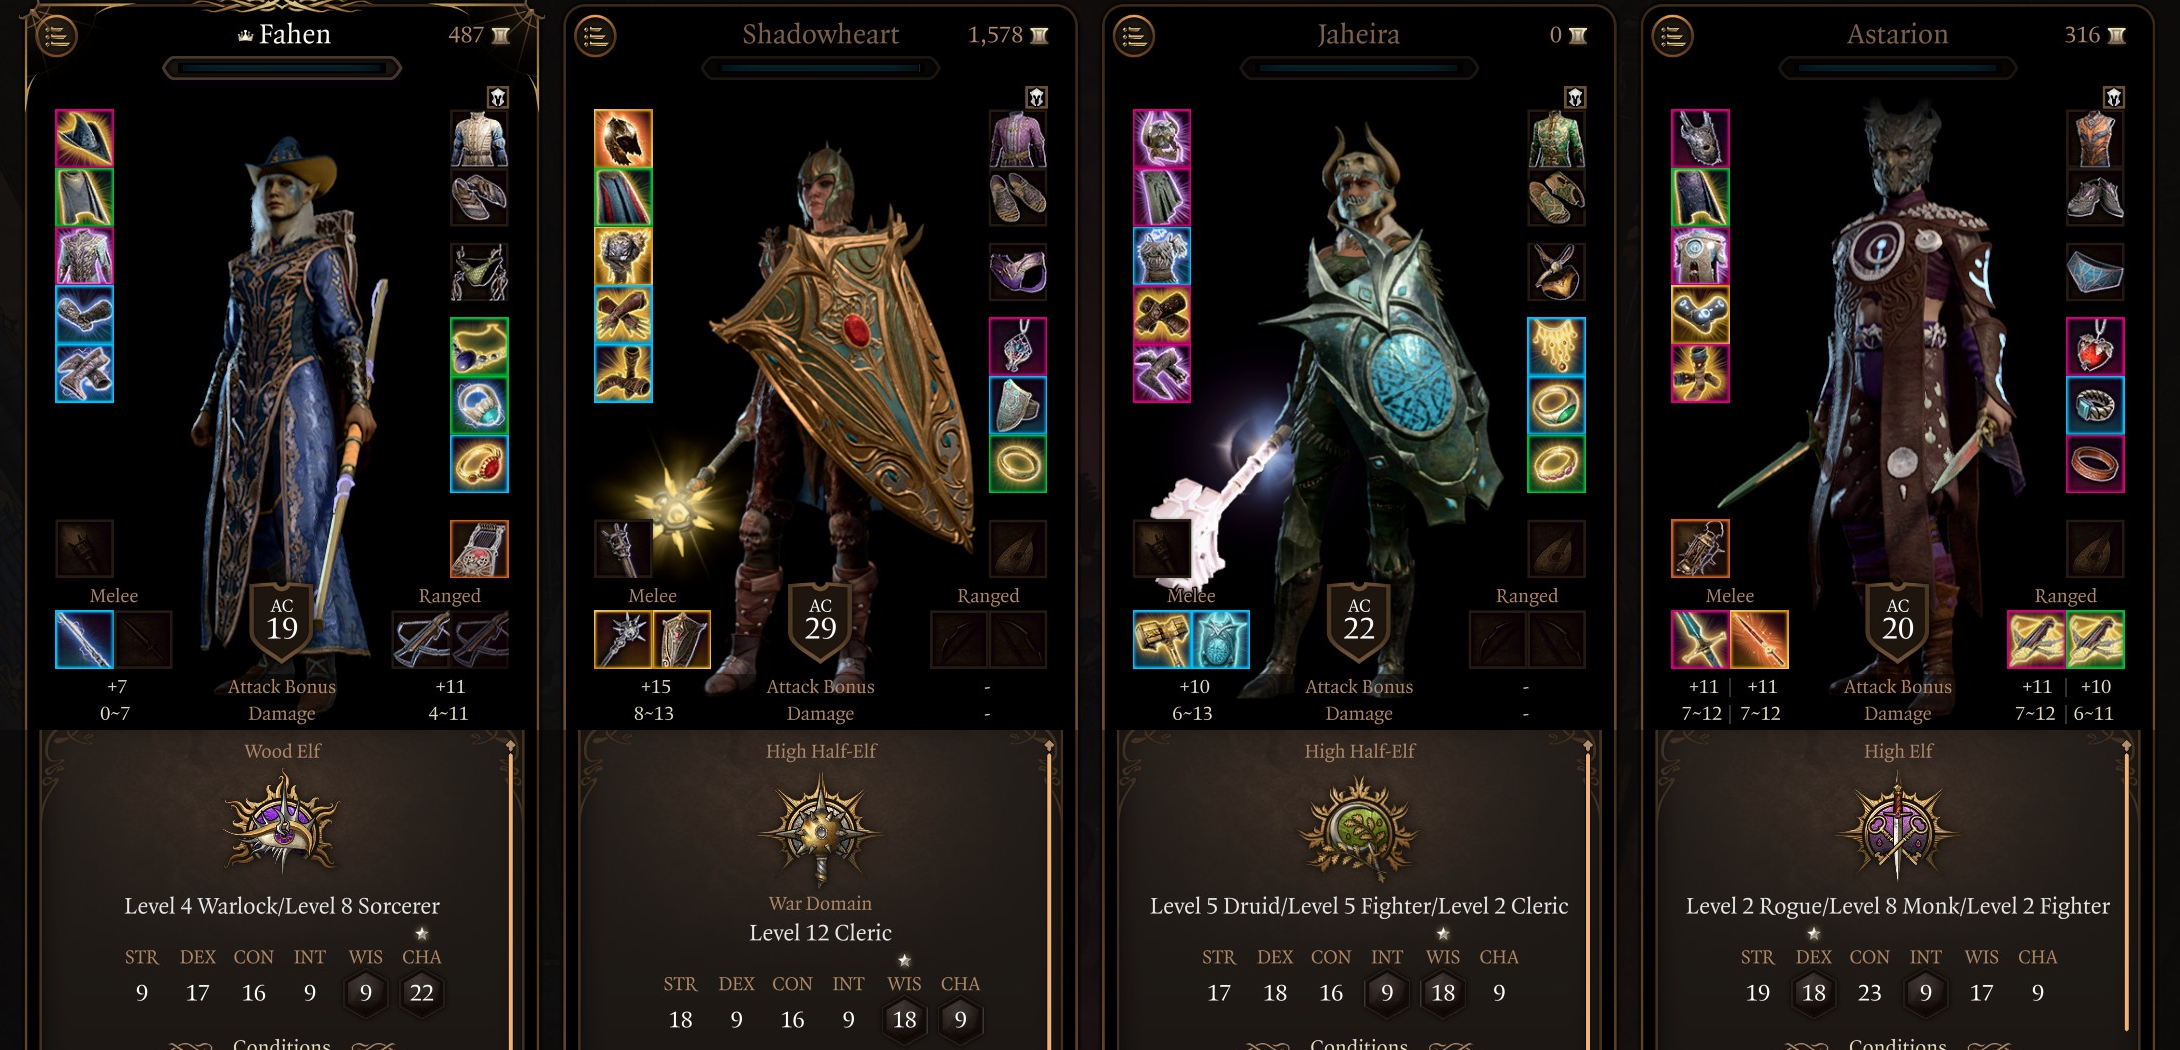 Fahen 487
Melee
AC
19
Ranged
+7 Attack Bonus +11
0~7 Damage 4~11
Wood Elf
Level 4 Warlock/Level 8 Sorcerer
STR DEX CON INT WIS CHA
9 17 16 9 9 22
Conditions
Shadowheart 1,578
Melee
AC
29
Ranged
+15 Attack Bonus -
8~13 Damage -
High Half-Elf
War Domain
Level 12 Cleric
STR DEX CON INT WIS CHA
18 9 16 9 18 9
Jaheira 0
Melee
AC
22
Ranged
+10 Attack Bonus -
6~13 Damage -
High Half-Elf
Level 5 Druid/Level 5 Fighter/Level 2 Cleric
STR DEX CON INT WIS CHA
17 18 16 9 18 9
Conditions
Astarion 316
Melee
AC
20
Ranged
+11 | +11 Attack Bonus +11 | +10
7~12 | 7~12 Damage 7~12 | 6~11
High Elf
Level 2 Rogue/Level 8 Monk/Level 2 Fighter
STR DEX CON INT WIS CHA
19 18 23 9 17 9
Conditions